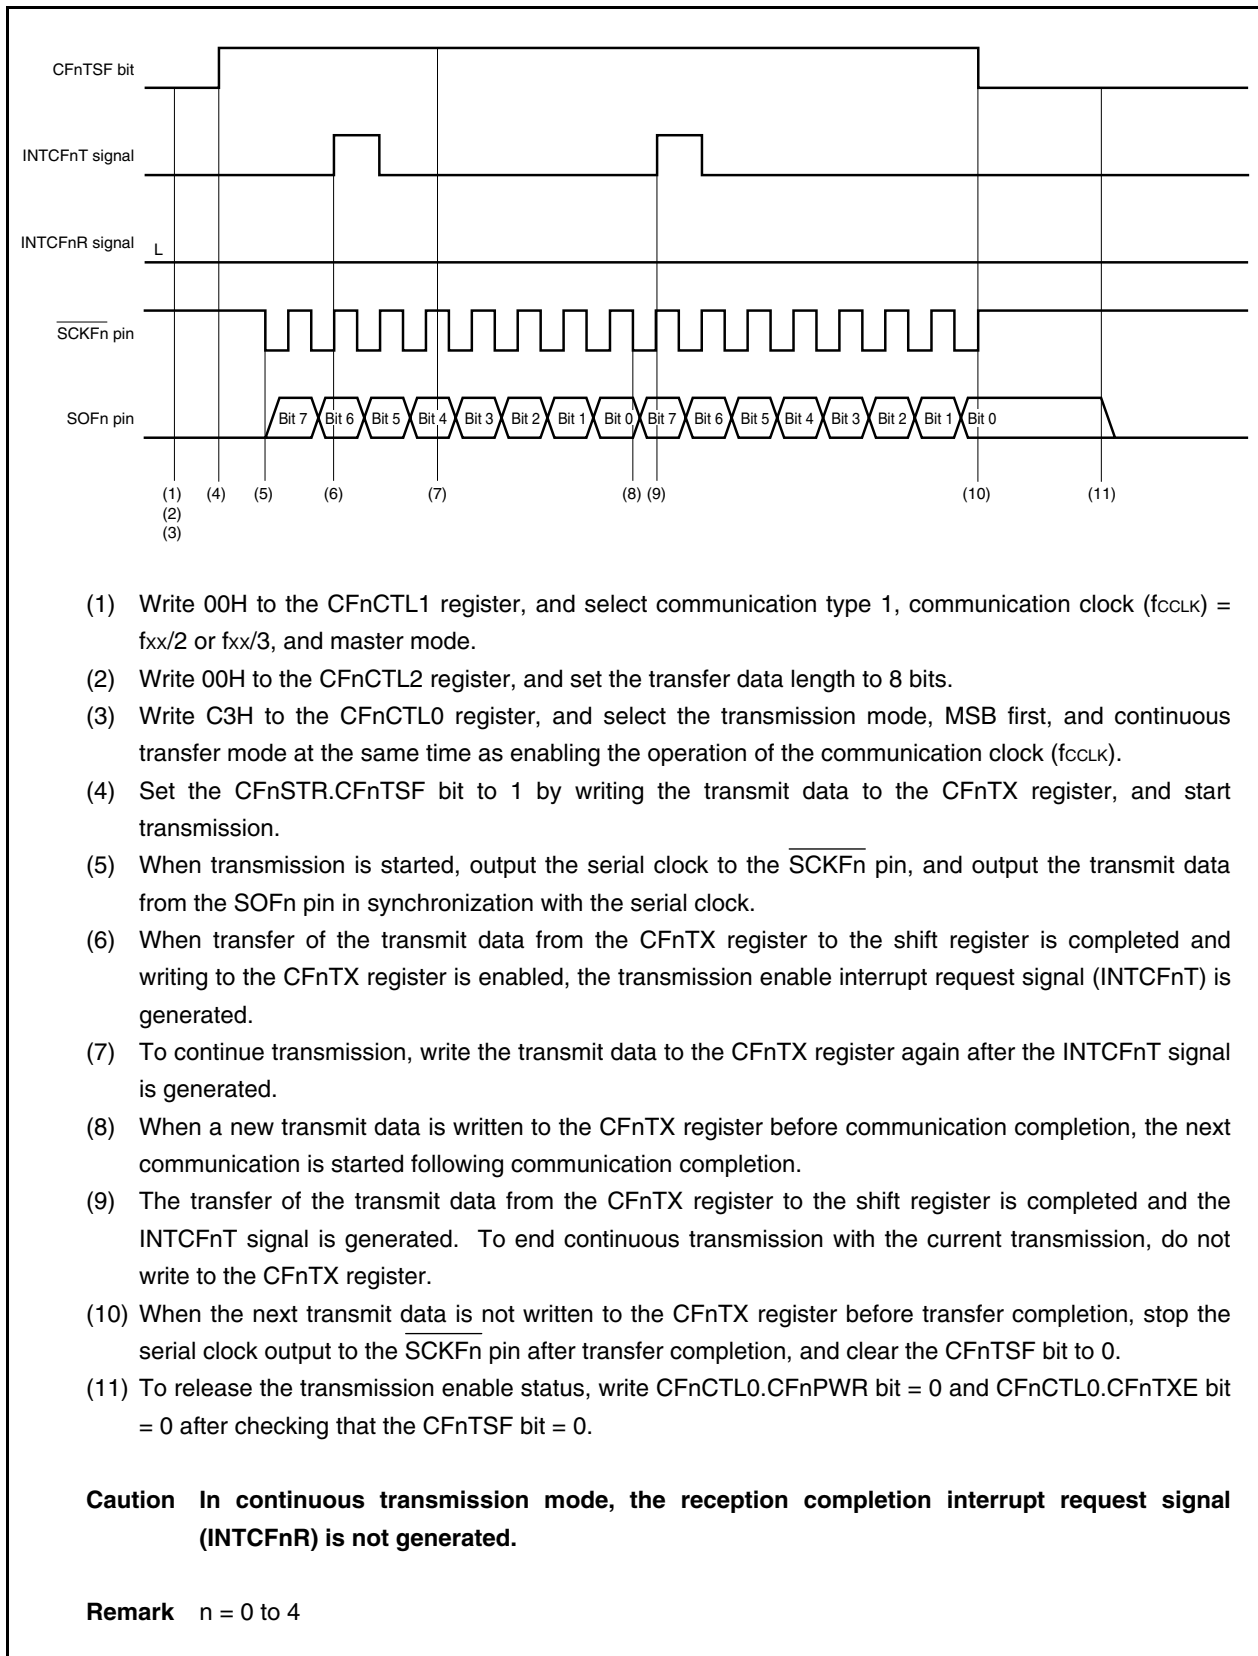 CFnTSF bit
INTCFnT signal
INTCFnR signal L
SCKFn pin
SOFn pin Bit 7 Bit 6 Bit 5 Bit 4 Bit 3 Bit 2 Bit 1 Bit 0 Bit 7 Bit 6 Bit 5 Bit 4 Bit 3 Bit 2 Bit 1 Bit 0
(1) (4) (5) (6) (7) (8) (9) (10) (11)
(2)
(3)
(1) Write 00H to the CFnCTL1 register, and select communication type 1, communication clock (fCCLK) =
fxx/2 or fxx/3, and master mode.
(2) Write 00H to the CFnCTL2 register, and set the transfer data length to 8 bits.
(3) Write C3H to the CFnCTL0 register, and select the transmission mode, MSB first, and continuous
transfer mode at the same time as enabling the operation of the communication clock (fCCLK).
(4) Set the CFnSTR.CFnTSF bit to 1 by writing the transmit data to the CFnTX register, and start
transmission.
(5) When transmission is started, output the serial clock to the SCKFn pin, and output the transmit data
from the SOFn pin in synchronization with the serial clock.
(6) When transfer of the transmit data from the CFnTX register to the shift register is completed and
writing to the CFnTX register is enabled, the transmission enable interrupt request signal (INTCFnT) is
generated.
(7) To continue transmission, write the transmit data to the CFnTX register again after the INTCFnT signal
is generated.
(8) When a new transmit data is written to the CFnTX register before communication completion, the next
communication is started following communication completion.
(9) The transfer of the transmit data from the CFnTX register to the shift register is completed and the
INTCFnT signal is generated. To end continuous transmission with the current transmission, do not
write to the CFnTX register.
(10) When the next transmit data is not written to the CFnTX register before transfer completion, stop the
serial clock output to the SCKFn pin after transfer completion, and clear the CFnTSF bit to 0.
(11) To release the transmission enable status, write CFnCTL0.CFnPWR bit = 0 and CFnCTL0.CFnTXE bit
= 0 after checking that the CFnTSF bit = 0.
Caution In continuous transmission mode, the reception completion interrupt request signal
(INTCFnR) is not generated.
Remark n = 0 to 4